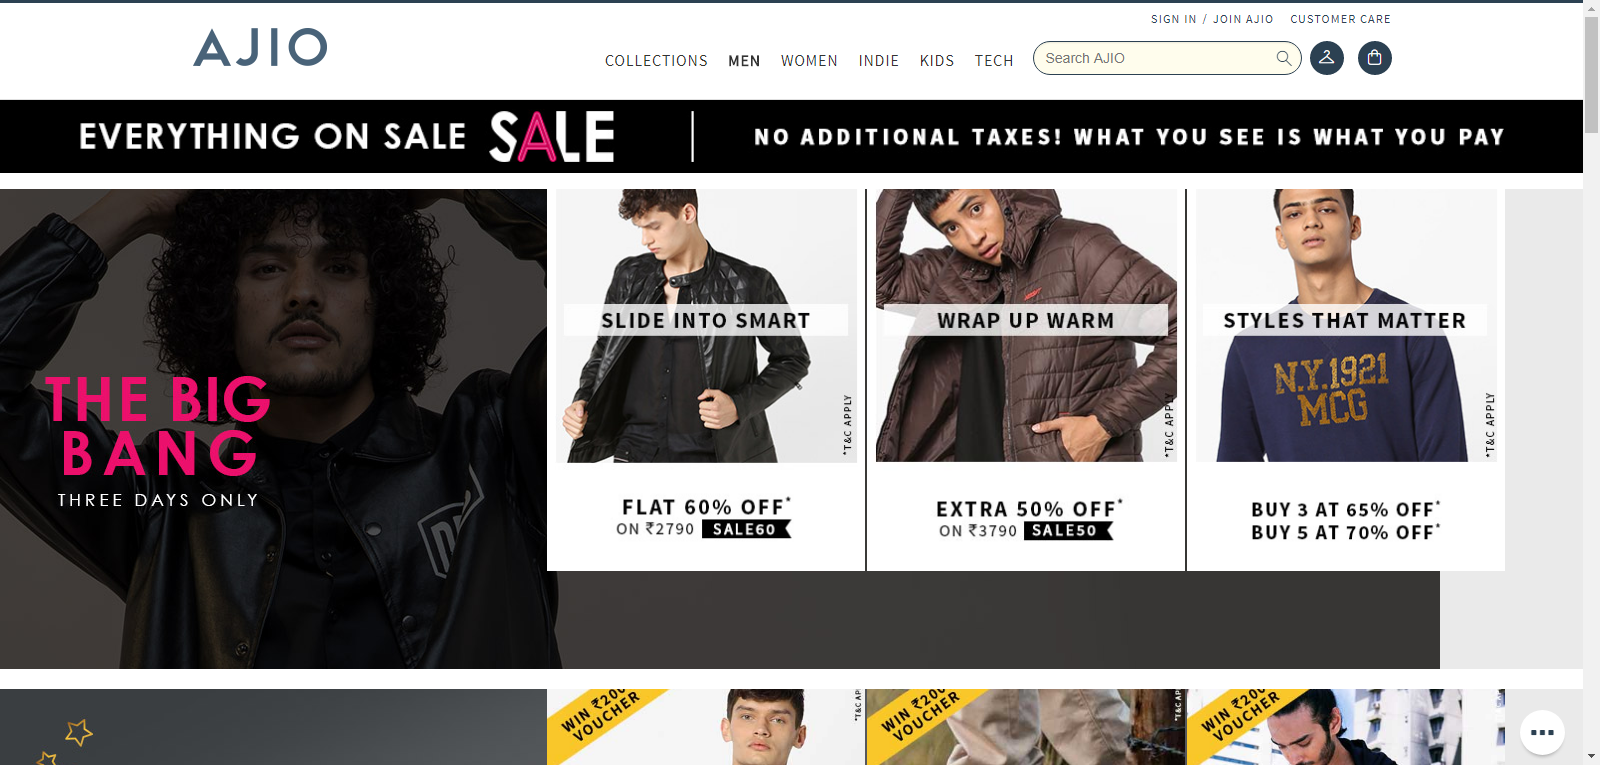 SIGN IN / JOIN AJIO CUSTOMER CARE
AJIO
COLLECTIONS MEN WOMEN INDIE KIDS TECH Search AJIO
EVERYTHING ON SALE SALE NO ADDITIONAL TAXES! WHAT YOU SEE IS WHAT YOU PAY
THE BIG
BANG
THREE DAYS ONLY
SLIDE INTO SMART
*T&C APPLY
FLAT 60% OFF*
ON ₹2790 SALE60
WRAP UP WARM
*T&C APPLY
EXTRA 50% OFF*
ON ₹3790 SALE50
STYLES THAT MATTER
N.Y.1921
MCG
*T&C APPLY
BUY 3 AT 65% OFF*
BUY 5 AT 70% OFF*
WIN ₹200
VOUCHER
WIN ₹200
VOUCHER
WIN ₹200
VOUCHER